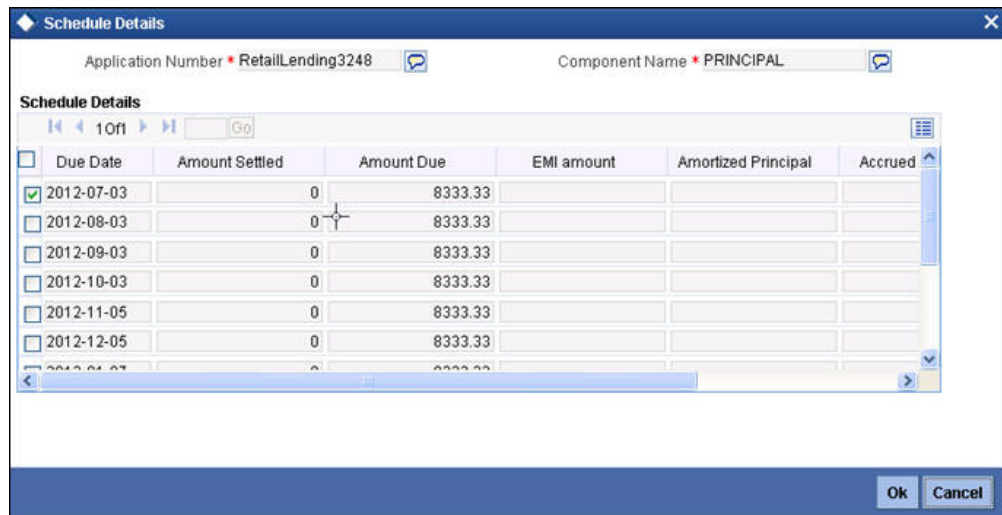 Schedule Details
Application Number * RetailLending3248 Component Name * PRINCIPAL
Schedule Details
1Of1 Go
Due Date Amount Settled Amount Due EMI amount Amortized Principal Accrued
2012-07-03 0 8333.33
2012-08-03 0 8333.33
2012-09-03 0 8333.33
2012-10-03 0 8333.33
2012-11-05 0 8333.33
2012-12-05 0 8333.33
Ok Cancel